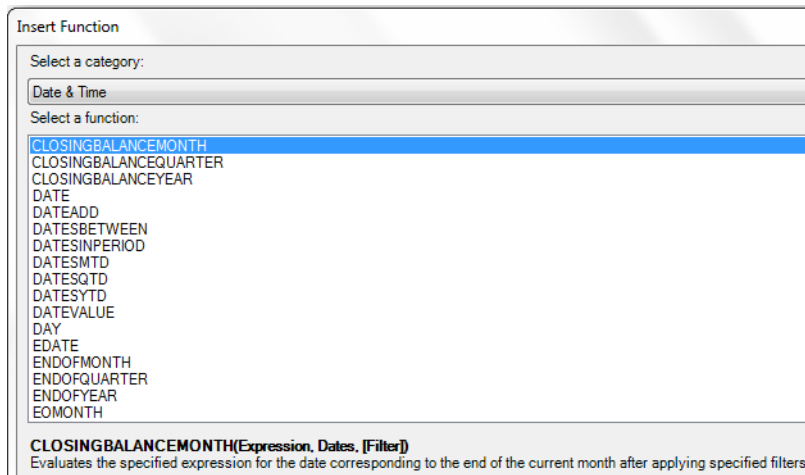 Insert Function
Select a category:
Date & Time
Select a function:
CLOSINGBALANCEMONTH
CLOSINGBALANCEQUARTER
CLOSINGBALANCEYEAR
DATE
DATEADD
DATESBETWEEN
DATESINPERIOD
DATESMTD
DATESQTD
DATESYTD
DATEVALUE
DAY
EDATE
ENDOFMONTH
ENDOFQUARTER
ENDOFYEAR
EOMONTH
CLOSINGBALANCEMONTH(Expression, Dates, [Filter])
Evaluates the specified expression for the date corresponding to the end of the current month after applying specified filters